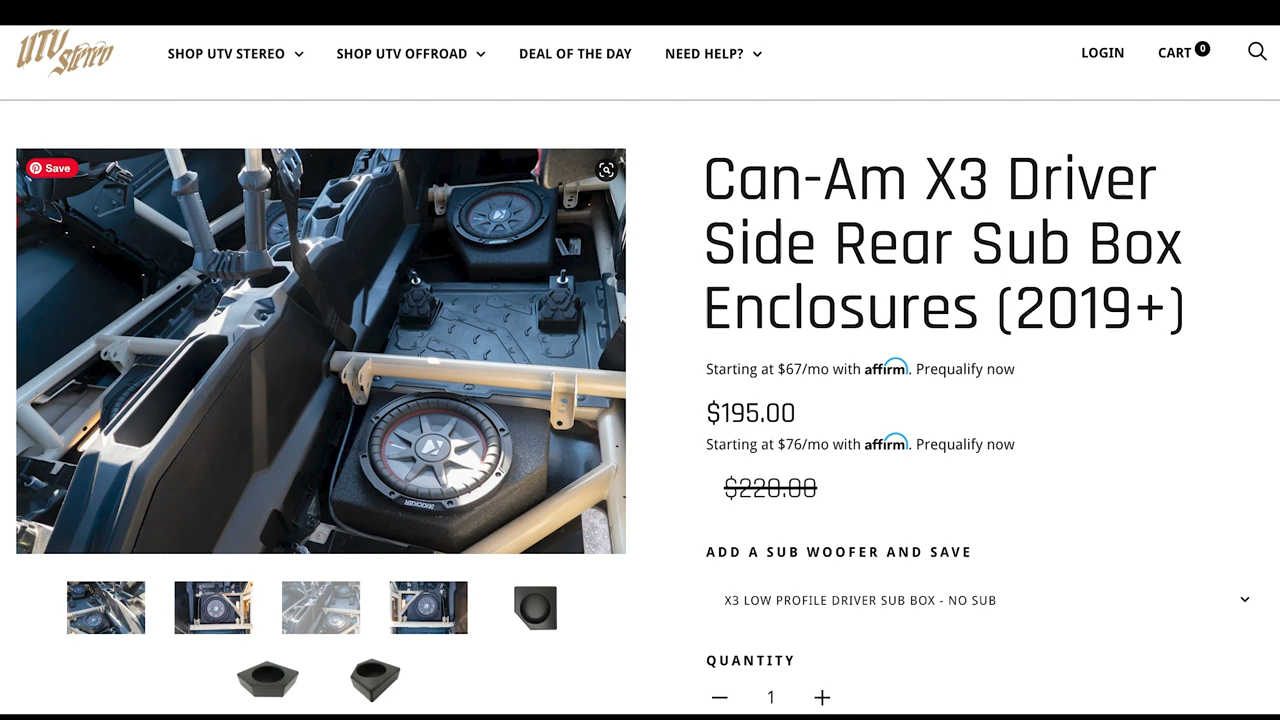 UTV
Stereo
SHOP UTV STEREO
SHOP UTV OFFROAD
DEAL OF THE DAY
NEED HELP?
LOGIN
CART 0
Save
KICKER
Can-Am X3 Driver
Side Rear Sub Box
Enclosures (2019+)
Starting at $67/mo with affirm. Prequalify now
$195.00
Starting at $76/mo with affirm. Prequalify now
$220.00
ADD A SUB WOOFER AND SAVE
X3 LOW PROFILE DRIVER SUB BOX - NO SUB
QUANTITY
1